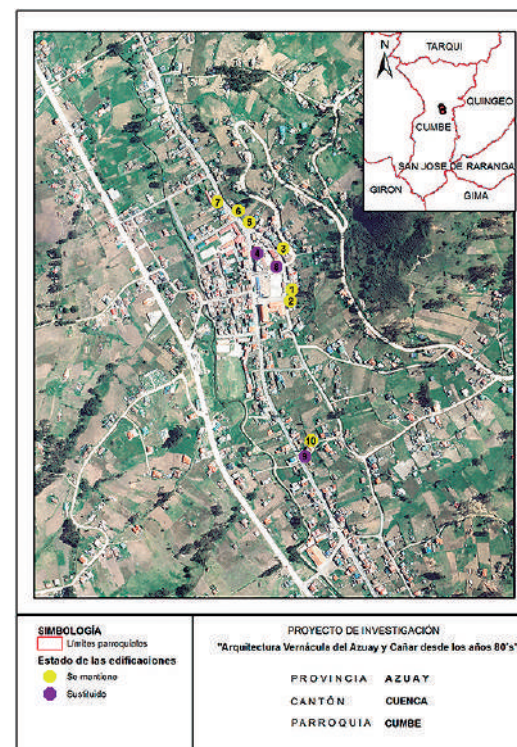 N
TARQUI
QUINGEO
CUMBE
SAN JOSE DE RARANGA
GIRON
GIMA
7
6
5
3
4
8
1
2
10
9
SIMBOLOGÍA
Límites parroquiales
Estado de las edificaciones
Se mantiene
Sustituido
PROYECTO DE INVESTIGACIÓN
"Arquitectura Vernácula del Azuay y Cañar desde los años 80's"
PROVINCIA AZUAY
CANTÓN CUENCA
PARROQUIA CUMBE